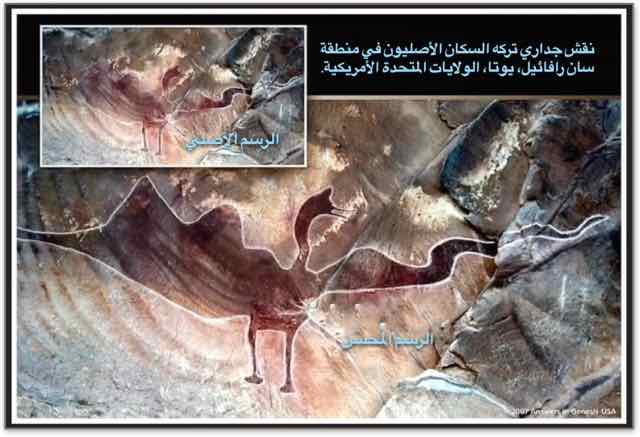 نقش جداري تركه السكان الأصليون في منطقة
سان رافائيل، يوتا، الولايات المتحدة الأمريكية.
الرسم الأصلي
الرسم المحسن
©2007 Answers in Genesis-USA